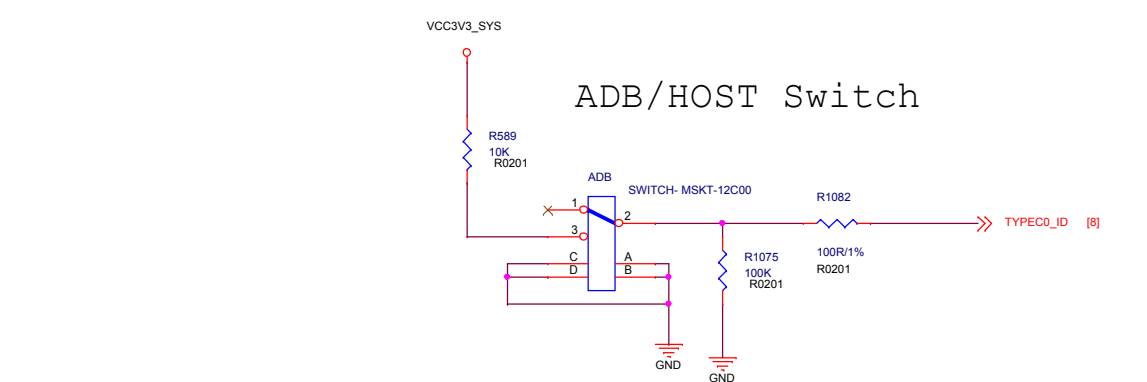 VCC3V3_SYS
ADB/HOST Switch
R589
10K
R0201
ADB
SWITCH- MSKT-12C00
R1082
1
2
3
TYPEC0_ID [8]
C
A
D
B
R1075
100K
R0201
100R/1%
R0201
GND
GND